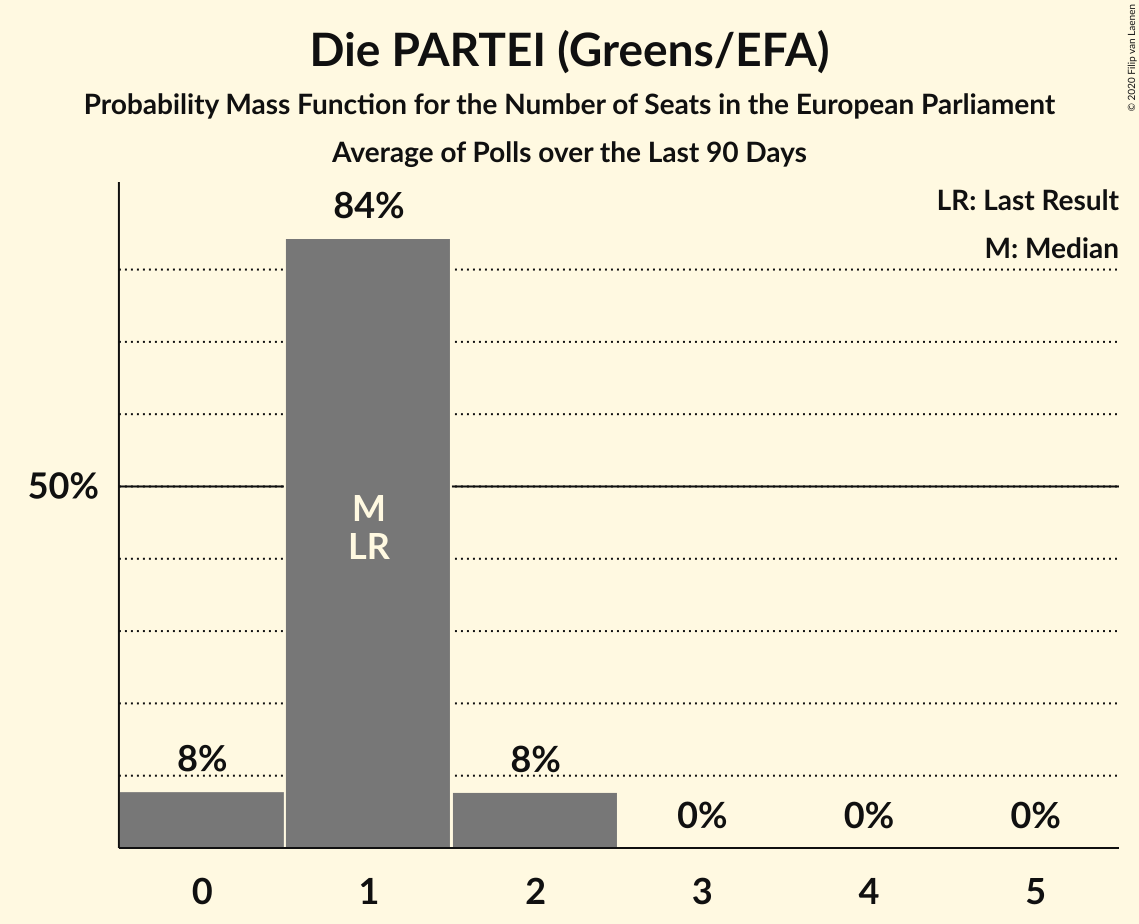 Die PARTEI (Greens/EFA)
Probability Mass Function for the Number of Seats in the European Parliament
Average of Polls over the Last 90 Days
© 2020 Filip van Laenen
LR: Last Result
M: Median
84%
50%
M
LR
8%
8%
0%
0%
0%
0
1
2
3
4
5